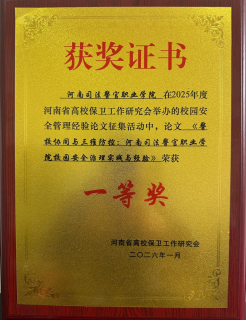 获奖证书
河南司法警官职业学院 在2025年度
河南省高校保卫工作研究会举办的校园安
全管理经验论文征集活动中，论文 《警
校协同与三维防控：河南司法警官职业学
院校园安全治理实践与经验》荣获
一等奖
河南省高校保卫工作研究会
二〇二六年一月